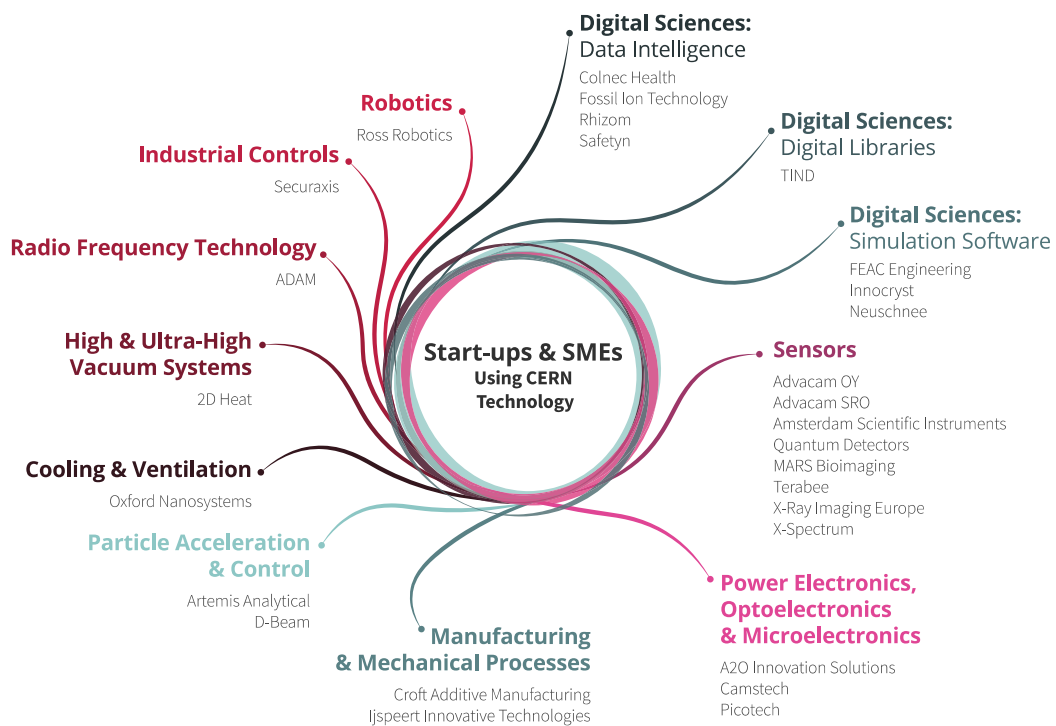 Digital Sciences:
Data Intelligence
Colnec Health
Fossil Ion Technology
Rhizom
Safetyn
Robotics
Ross Robotics
Digital Sciences:
Digital Libraries
TIND
Industrial Controls
Securaxis
Digital Sciences:
Simulation Software
FEAC Engineering
Innocryst
Neuschnee
Radio Frequency Technology
ADAM
High & Ultra-High
Vacuum Systems
2D Heat
Start-ups & SMEs
Using CERN
Technology
Sensors
Advacam OY
Advacam SRO
Amsterdam Scientific Instruments
Quantum Detectors
MARS Bioimaging
Terabee
X-Ray Imaging Europe
X-Spectrum
Cooling & Ventilation
Oxford Nanosystems
Particle Acceleration
& Control
Artemis Analytical
D-Beam
Manufacturing
& Mechanical Processes
Croft Additive Manufacturing
Ijspeert Innovative Technologies
Power Electronics,
Optoelectronics
& Microelectronics
A2O Innovation Solutions
Camstech
Picotech